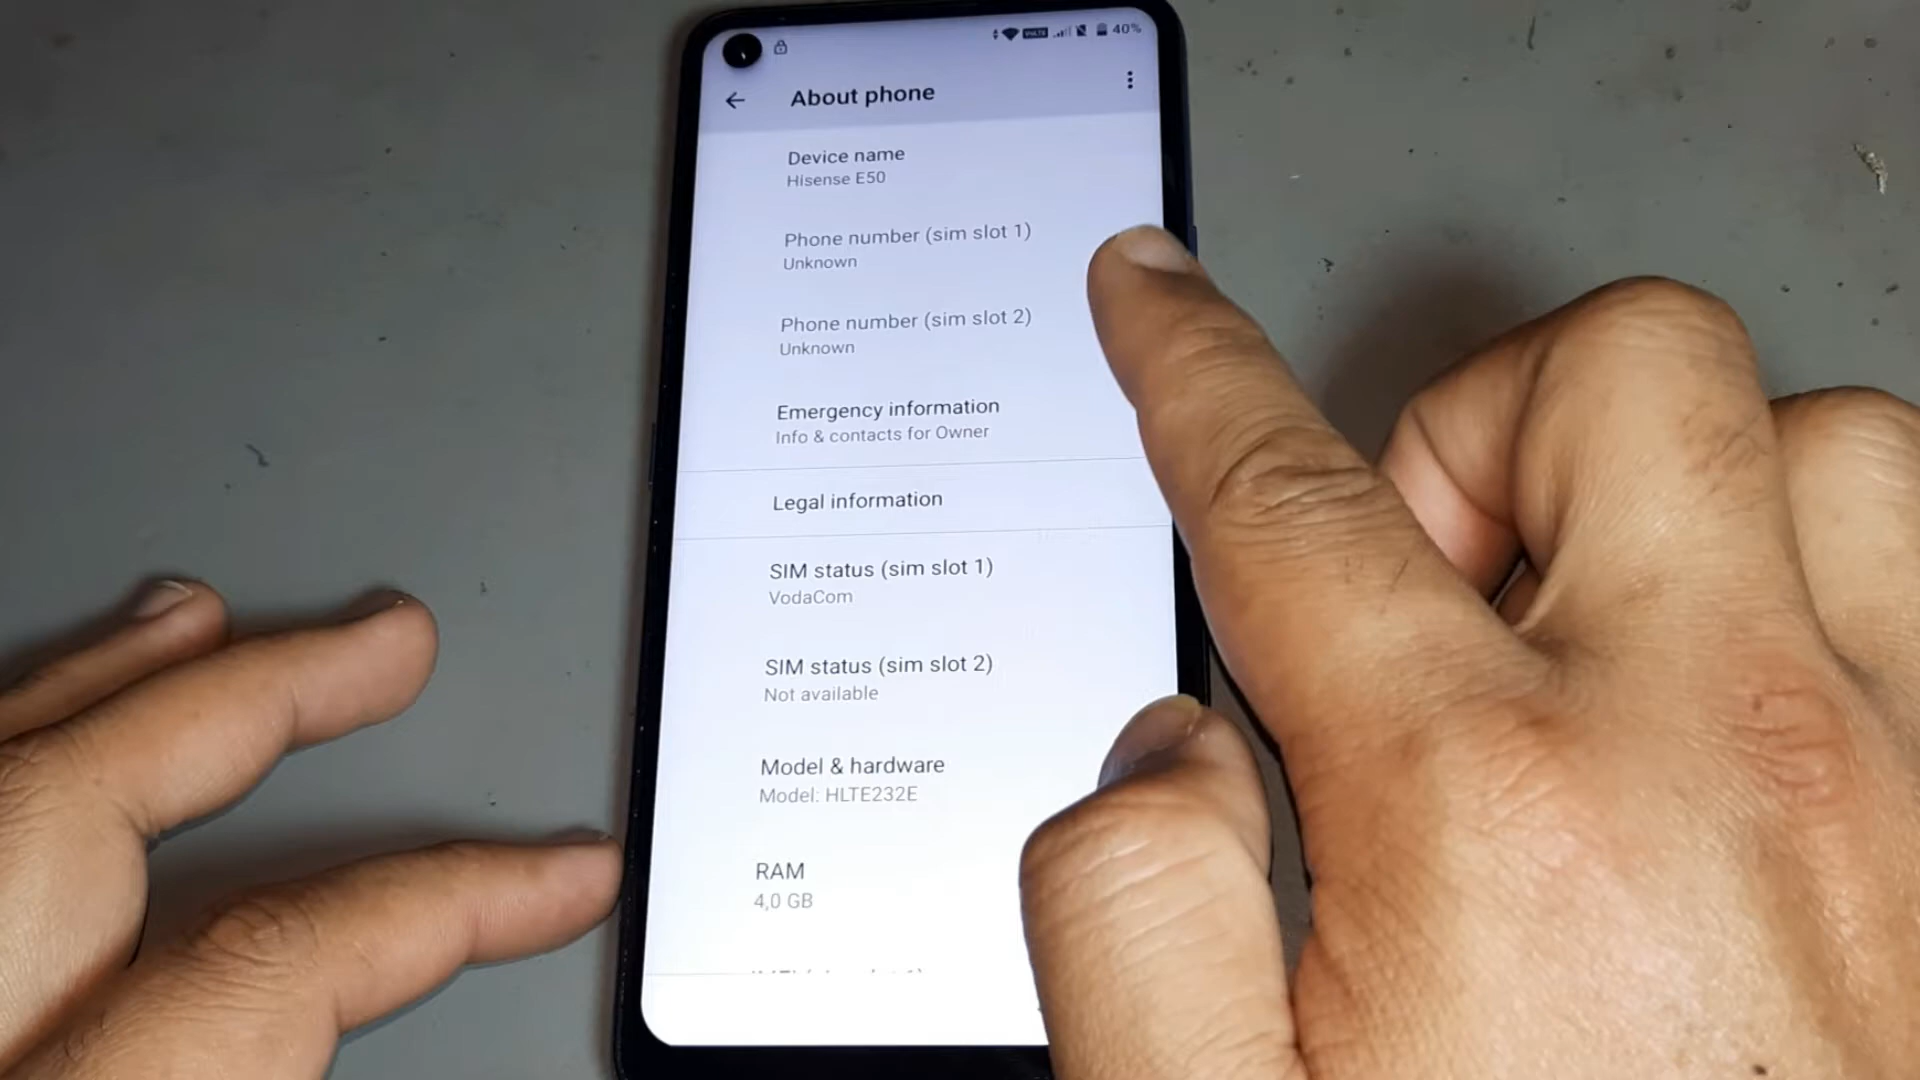 40%
About phone
Device name
Hisense E50
Phone number (sim slot 1)
Unknown
Phone number (sim slot 2)
Unknown
Emergency information
Info & contacts for Owner
Legal information
SIM status (sim slot 1)
VodaCom
SIM status (sim slot 2)
Not available
Model & hardware
Model: HLTE232E
RAM
4,0 GB